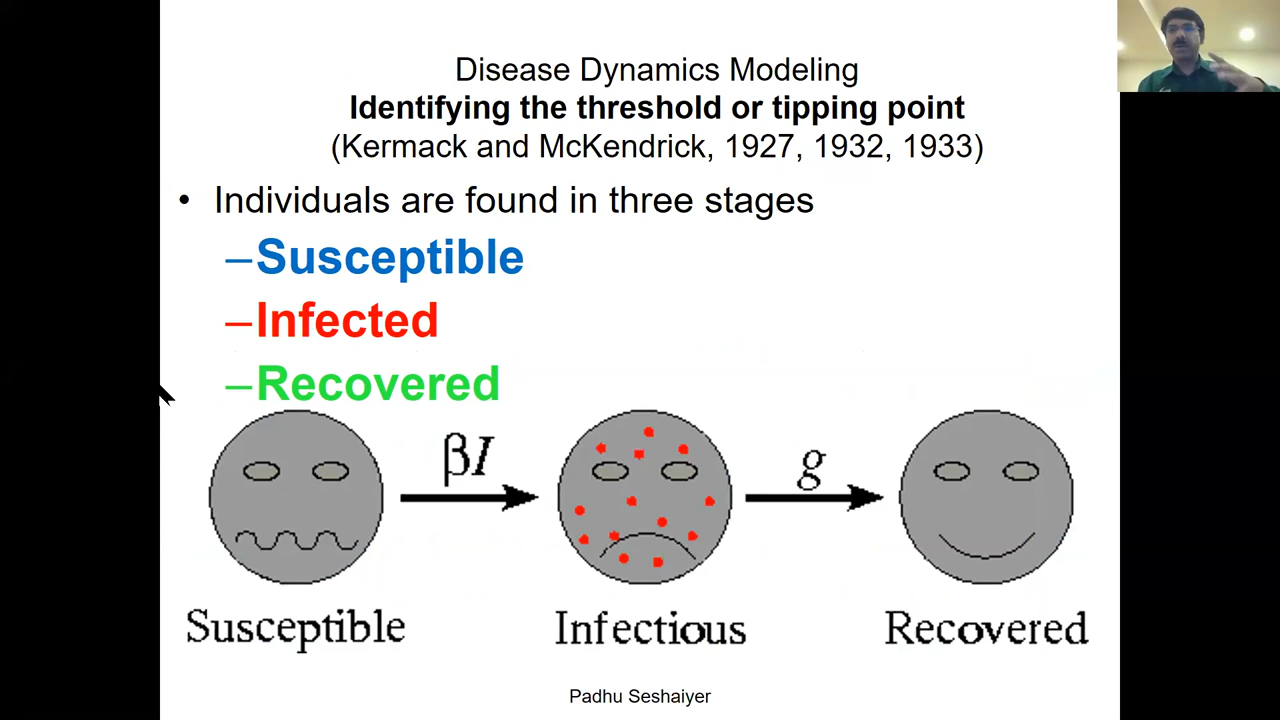 Disease Dynamics Modeling
Identifying the threshold or tipping point
(Kermack and McKendrick, 1927, 1932, 1933)
• Individuals are found in three stages
–Susceptible
–Infected
–Recovered
βI
g
Susceptible
Infectious
Recovered
Padhu Seshaiyer